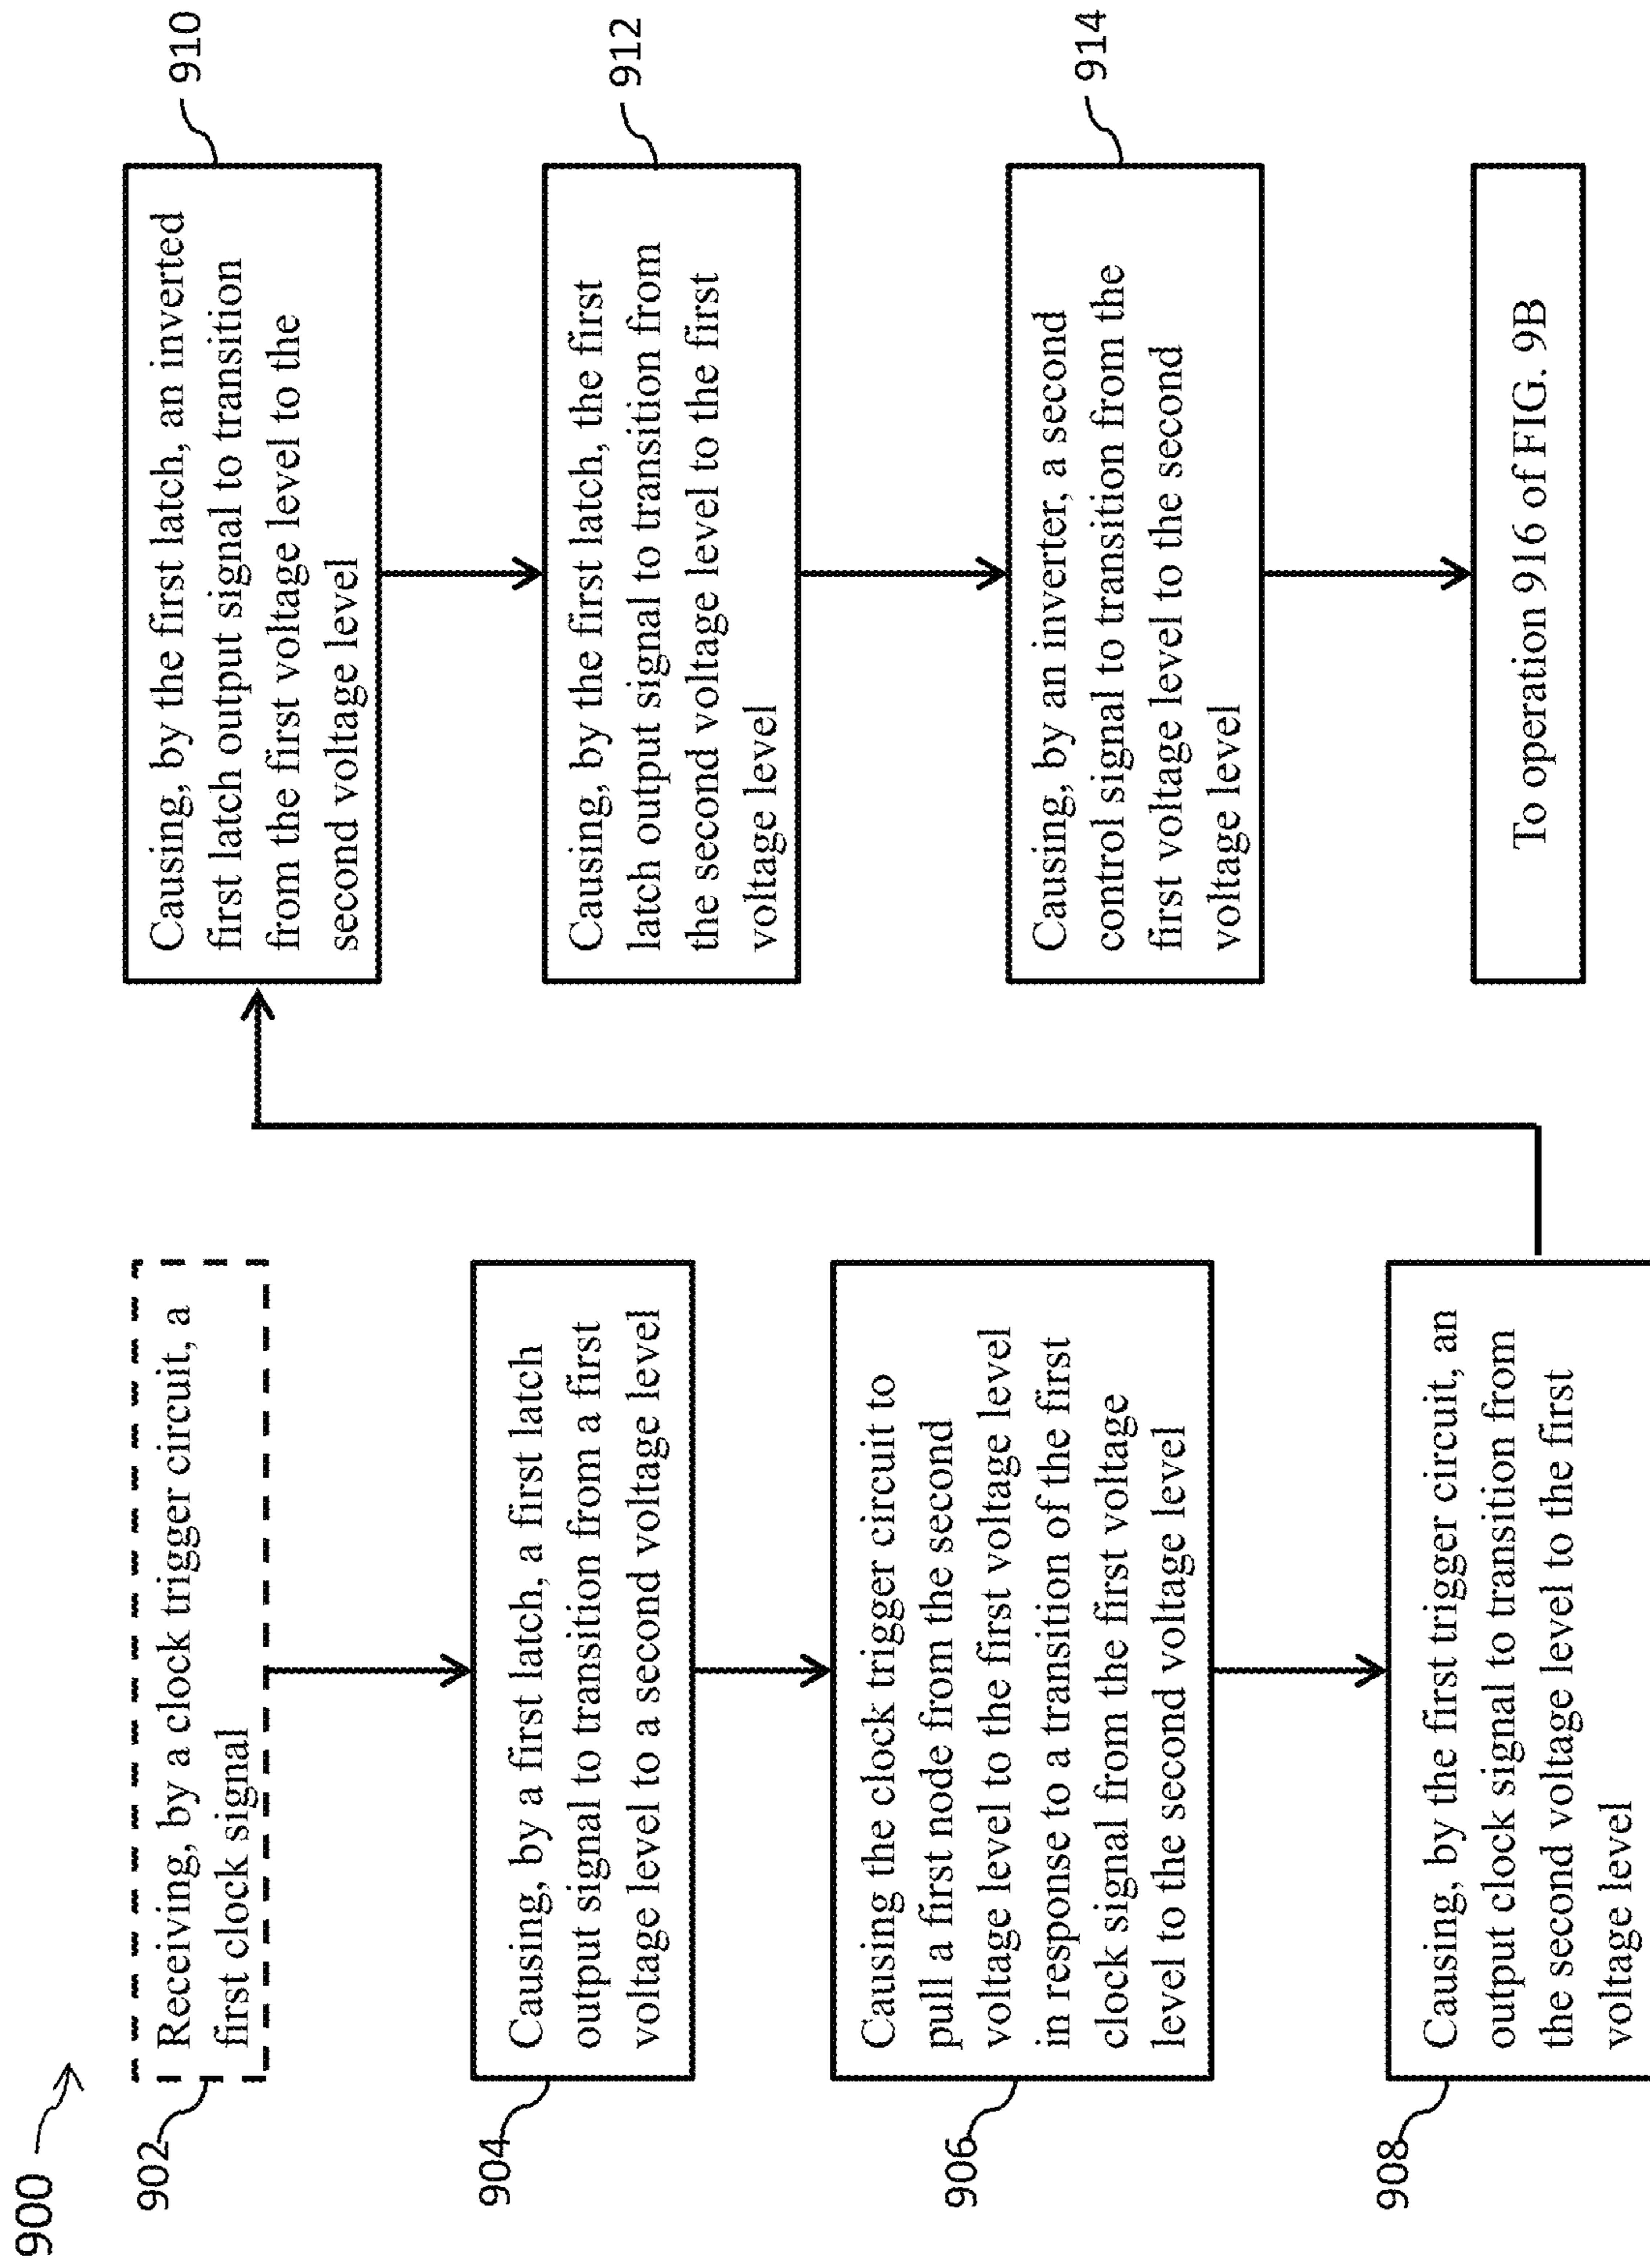 900
902
Receiving, by a clock trigger circuit, a
first clock signal
904
Causing, by a first latch, a first latch
output signal to transition from a first
voltage level to a second voltage level
906
Causing the clock trigger circuit to
pull a first node from the second
voltage level to the first voltage level
in response to a transition of the first
clock signal from the first voltage
level to the second voltage level
908
Causing, by the first trigger circuit, an
output clock signal to transition from
the second voltage level to the first
voltage level
910
Causing, by the first latch, an inverted
first latch output signal to transition
from the first voltage level to the
second voltage level
912
Causing, by the first latch, the first
latch output signal to transition from
the second voltage level to the first
voltage level
914
Causing, by an inverter, a second
control signal to transition from the
first voltage level to the second
voltage level
To operation 916 of FIG. 9B